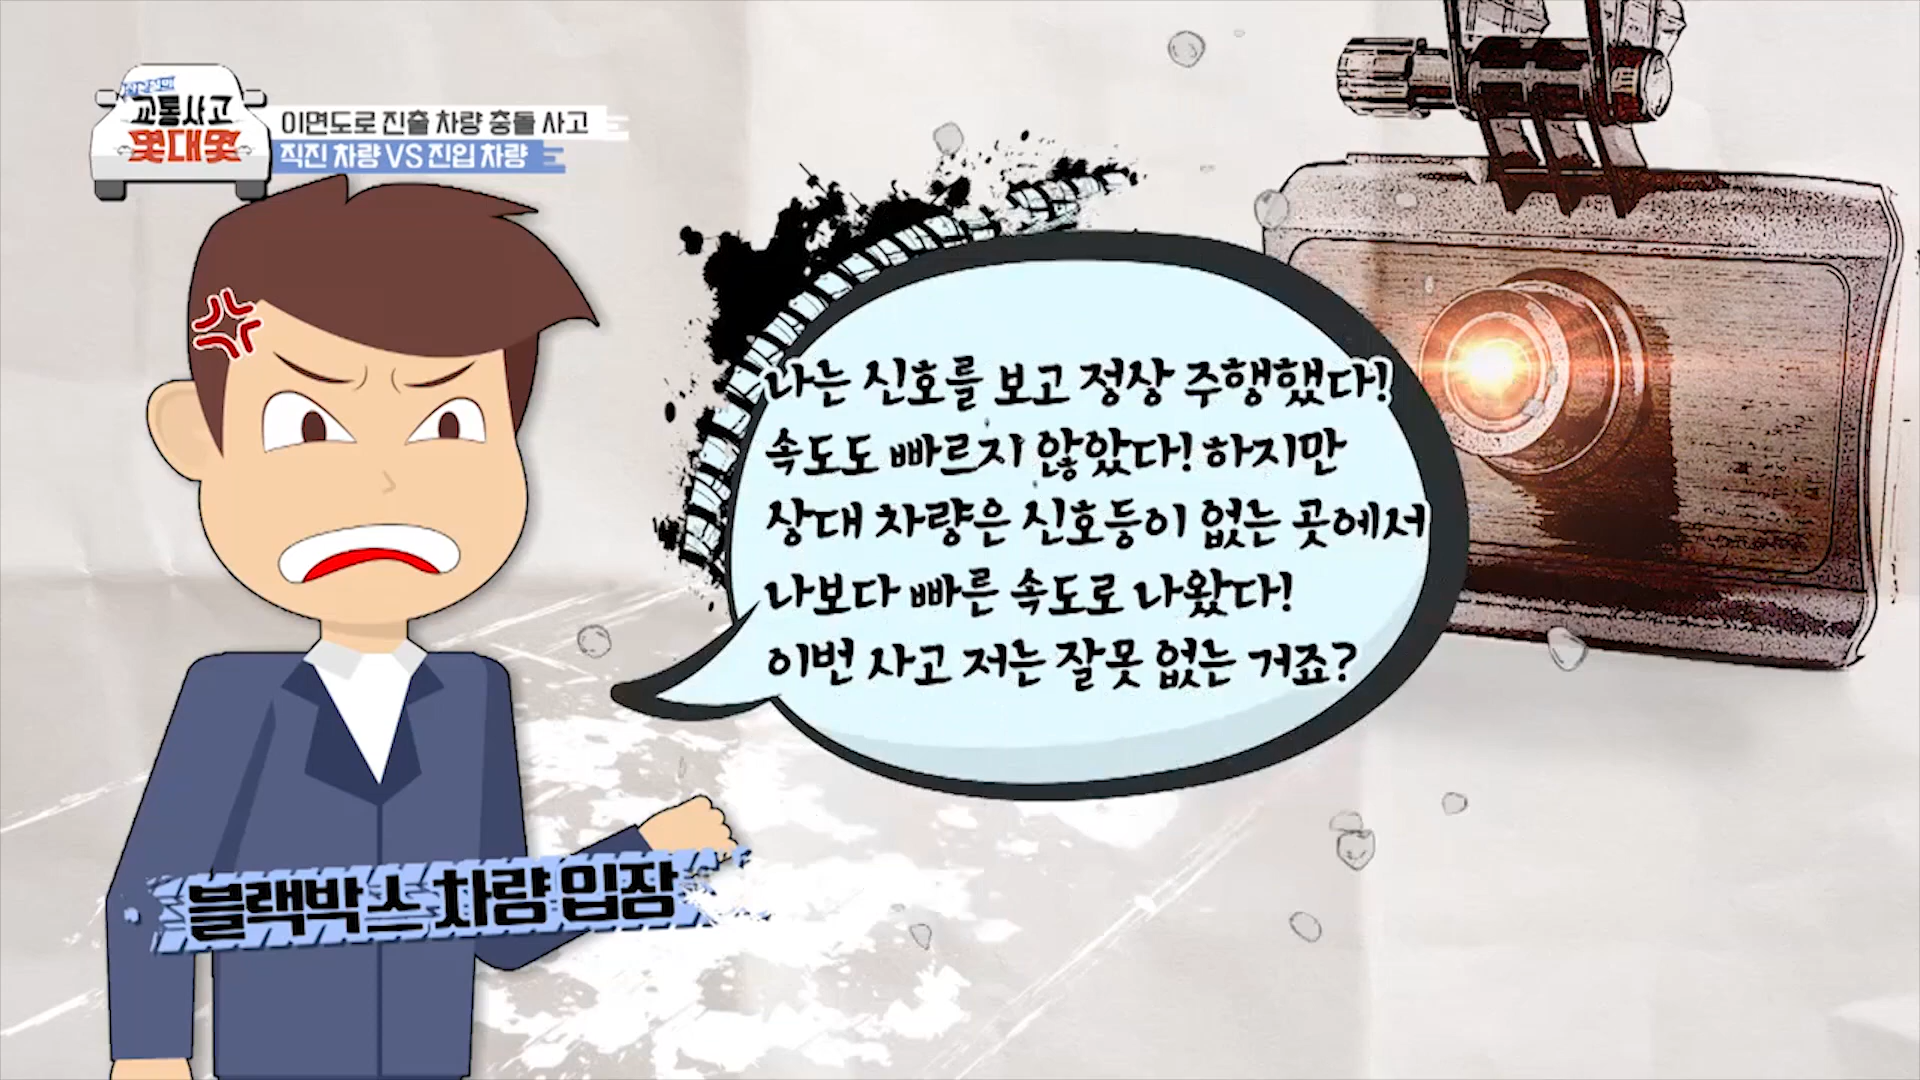 교통사고
몇대몇
이면도로 진출 차량 충돌 사고
직진 차량 VS 진입 차량
나는 신호를 보고 정상 주행했다!
속도도 빠르지 않았다! 하지만
상대 차량은 신호등이 없는 곳에서
나보다 빠른 속도로 나왔다!
이번 사고 저는 잘못 없는 거죠?
블랙박스 차량 입장